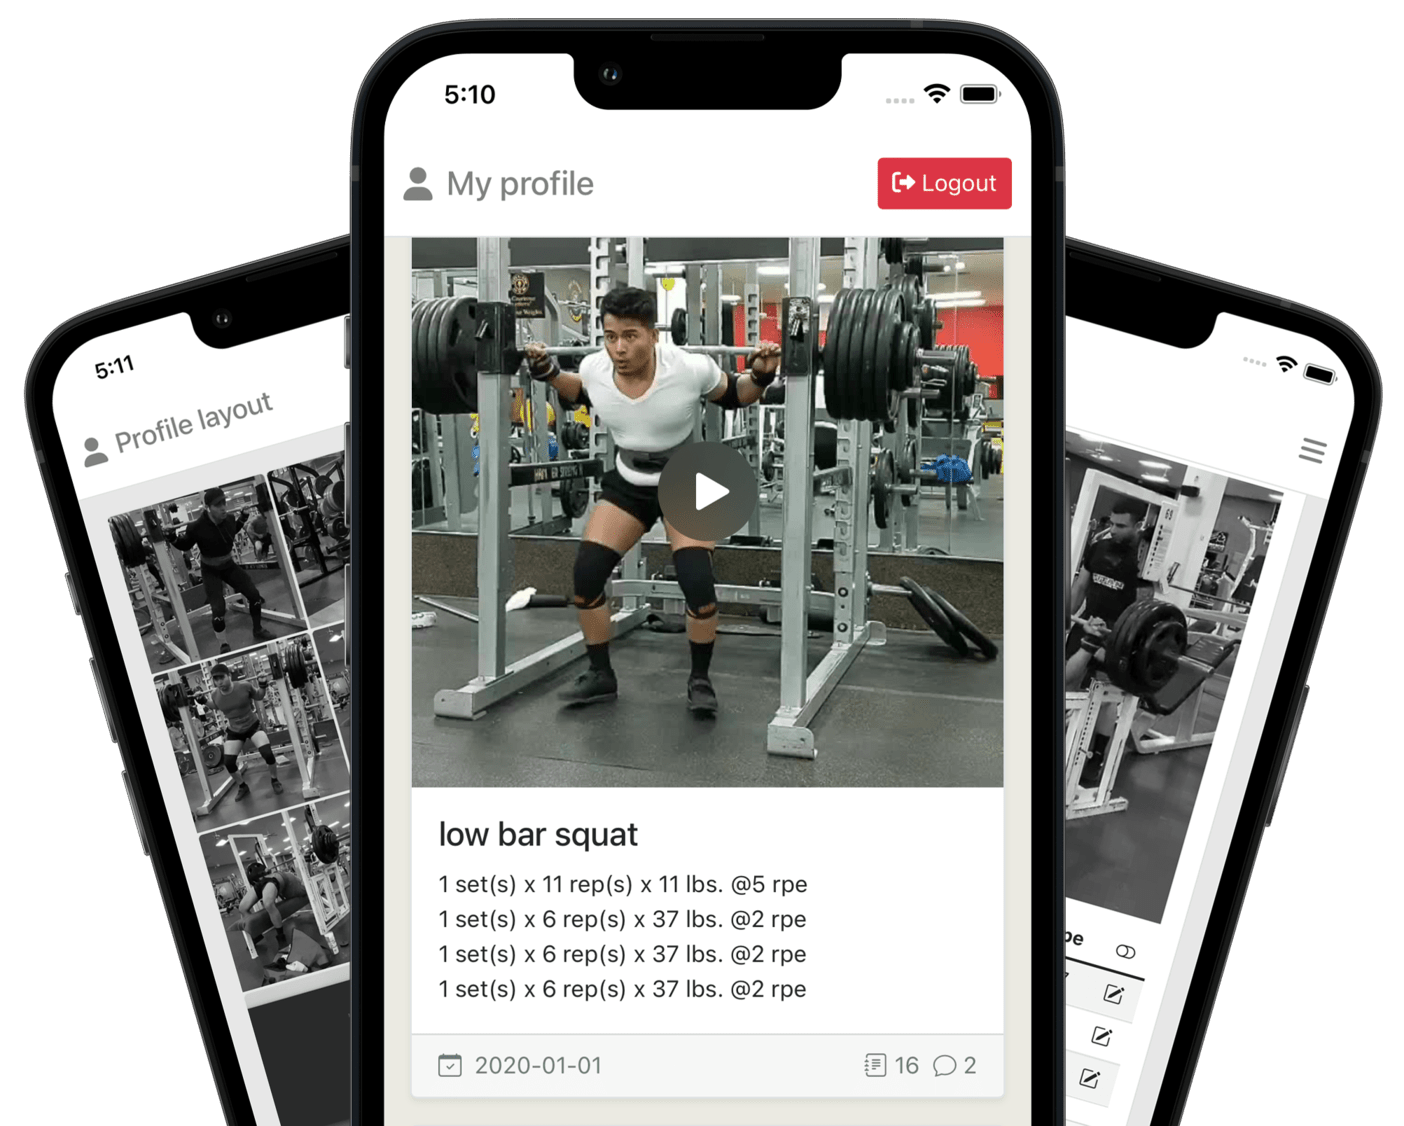 5:10
My profile
Logout
low bar squat
1 set(s) x 11 rep(s) x 11 lbs. @5 rpe
1 set(s) x 6 rep(s) x 37 lbs. @2 rpe
1 set(s) x 6 rep(s) x 37 lbs. @2 rpe
1 set(s) x 6 rep(s) x 37 lbs. @2 rpe
2020-01-01
16
2
5:11
Profile layout
pe